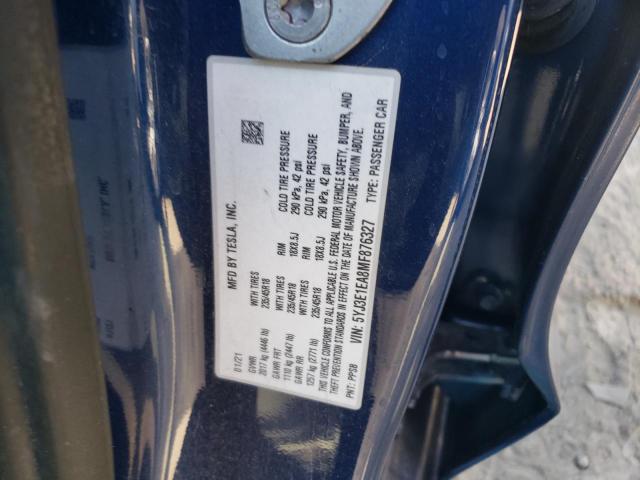 MFD BY TESLA, INC.
01/21
GVWR
2017 kg (4446 lb)
GAWR FRT WITH TIRES RIM COLD TIRE PRESSURE
1110 kg (2447 lb) 235/45R18 18X8.5J 290 kPa, 42 psi
GAWR RR WITH TIRES RIM COLD TIRE PRESSURE
1257 kg (2771 lb) 235/45R18 18X8.5J 290 kPa, 42 psi
THIS VEHICLE CONFORMS TO ALL APPLICABLE U.S. FEDERAL MOTOR VEHICLE SAFETY, BUMPER, AND
THEFT PREVENTION STANDARDS IN EFFECT ON THE DATE OF MANUFACTURE SHOWN ABOVE.
VIN: 5YJ3E1EA8MF876327 TYPE: PASSENGER CAR
PNT: PPSB